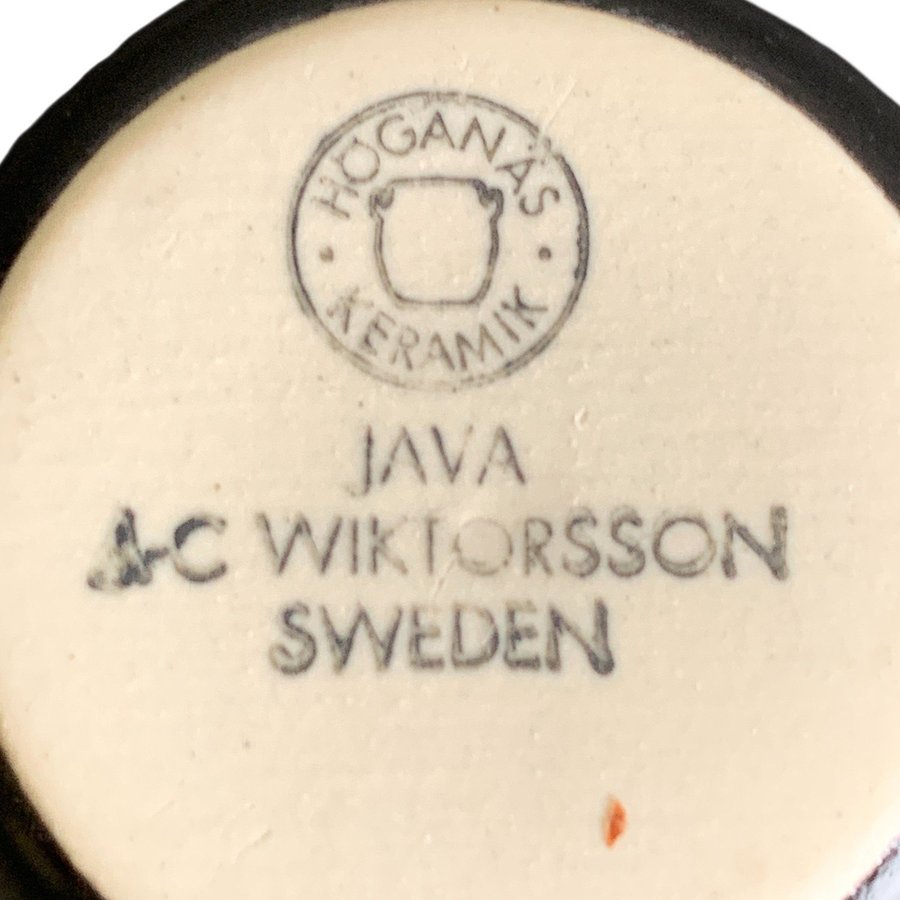 HÖGANÄS
KERAMIK
JAVA
A-C WIKTORSSON
SWEDEN